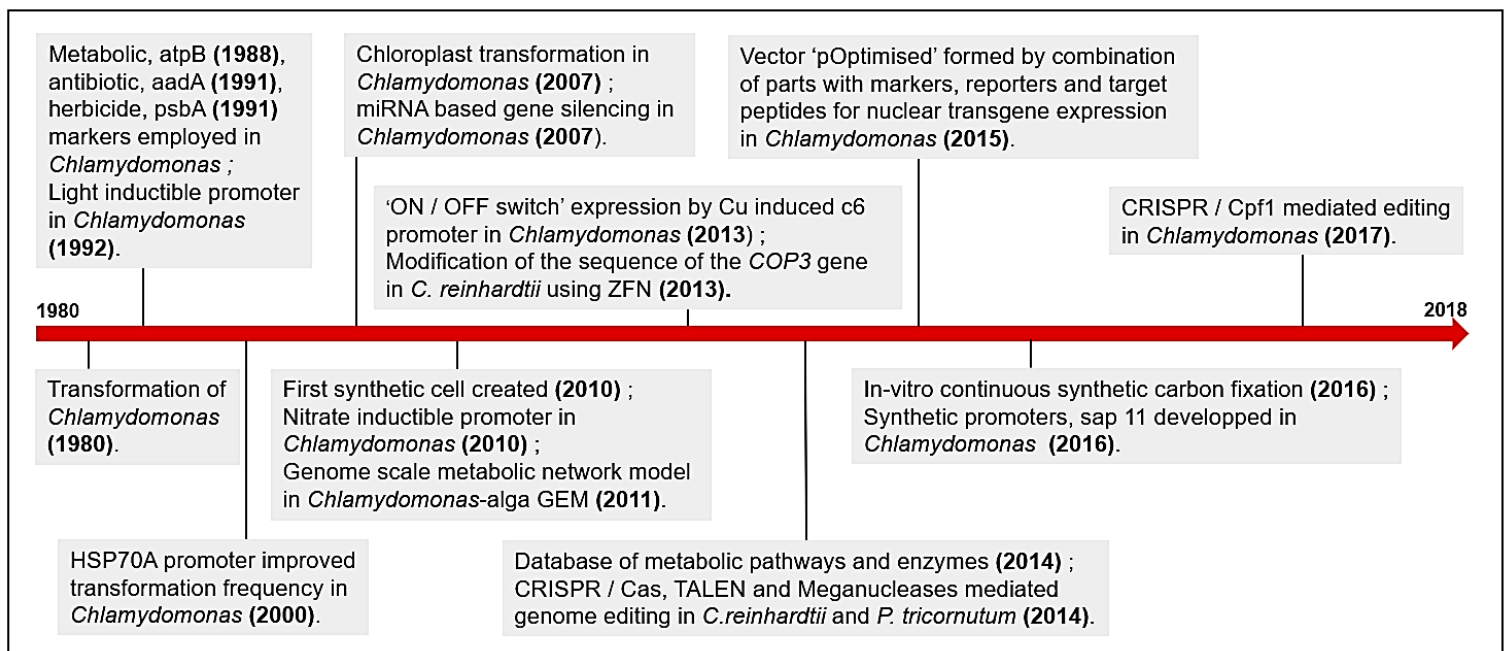 Metabolic, atpB (1988),
antibiotic, aadA (1991),
herbicide, psbA (1991)
markers employed in
Chlamydomonas ;
Light inductible promoter
in Chlamydomonas
(1992).
Chloroplast transformation in
Chlamydomonas (2007) ;
miRNA based gene silencing in
Chlamydomonas (2007).
Vector ‘pOptimised’ formed by combination
of parts with markers, reporters and target
peptides for nuclear transgene expression
in Chlamydomonas (2015).
‘ON / OFF switch’ expression by Cu induced c6
promoter in Chlamydomonas (2013) ;
Modification of the sequence of the COP3 gene
in C. reinhardtii using ZFN (2013).
CRISPR / Cpf1 mediated editing
in Chlamydomonas (2017).
1980
2018
Transformation of
Chlamydomonas
(1980).
First synthetic cell created (2010) ;
Nitrate inductible promoter in
Chlamydomonas (2010) ;
Genome scale metabolic network model
in Chlamydomonas-alga GEM (2011).
In-vitro continuous synthetic carbon fixation (2016) ;
Synthetic promoters, sap 11 developped in
Chlamydomonas (2016).
HSP70A promoter improved
transformation frequency in
Chlamydomonas (2000).
Database of metabolic pathways and enzymes (2014) ;
CRISPR / Cas, TALEN and Meganucleases mediated
genome editing in C.reinhardtii and P. tricornutum (2014).